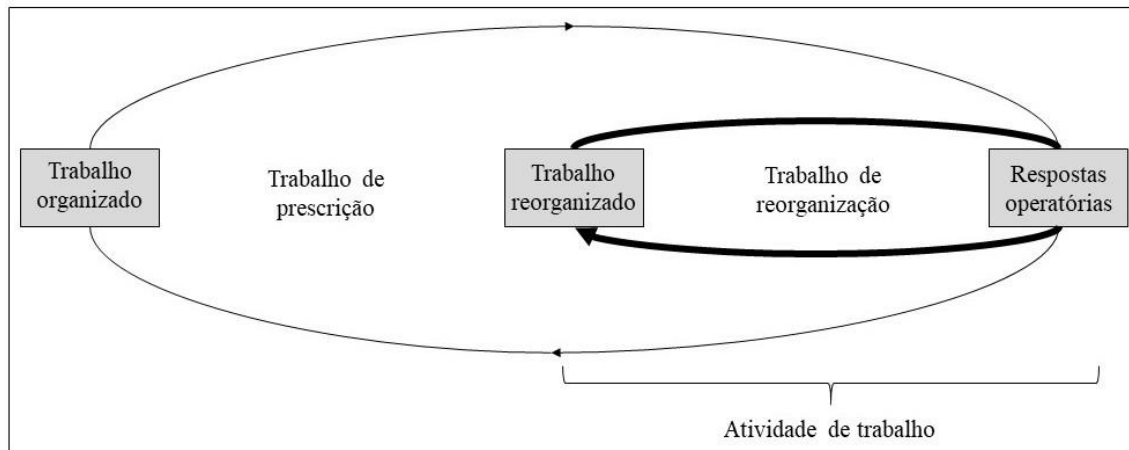 Trabalho
organizado
Trabalho de
prescrição
Trabalho
reorganizado
Trabalho de
reorganização
Respostas
operatórias
Atividade de trabalho